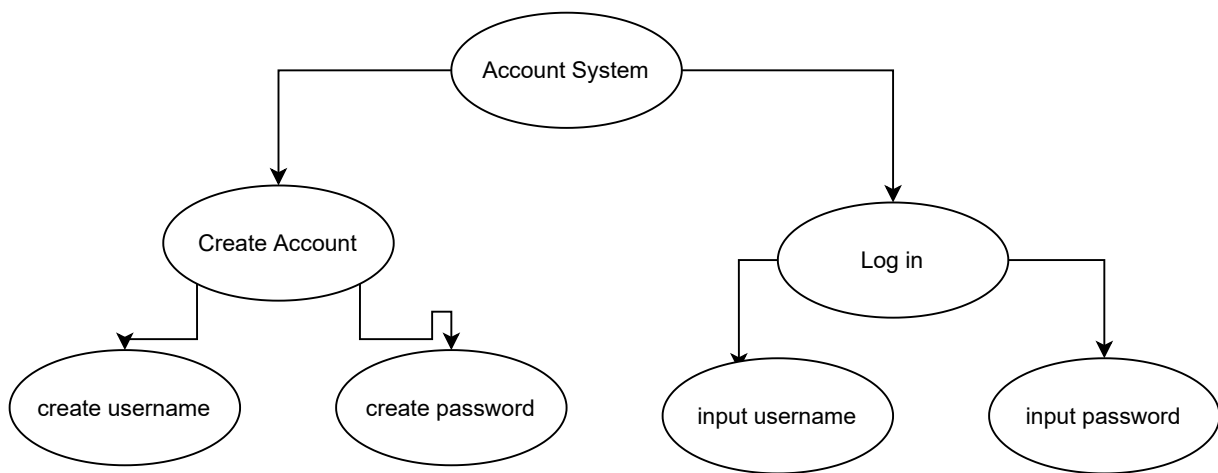 Account System
Create Account
Log in
create username
create password
input username
input password